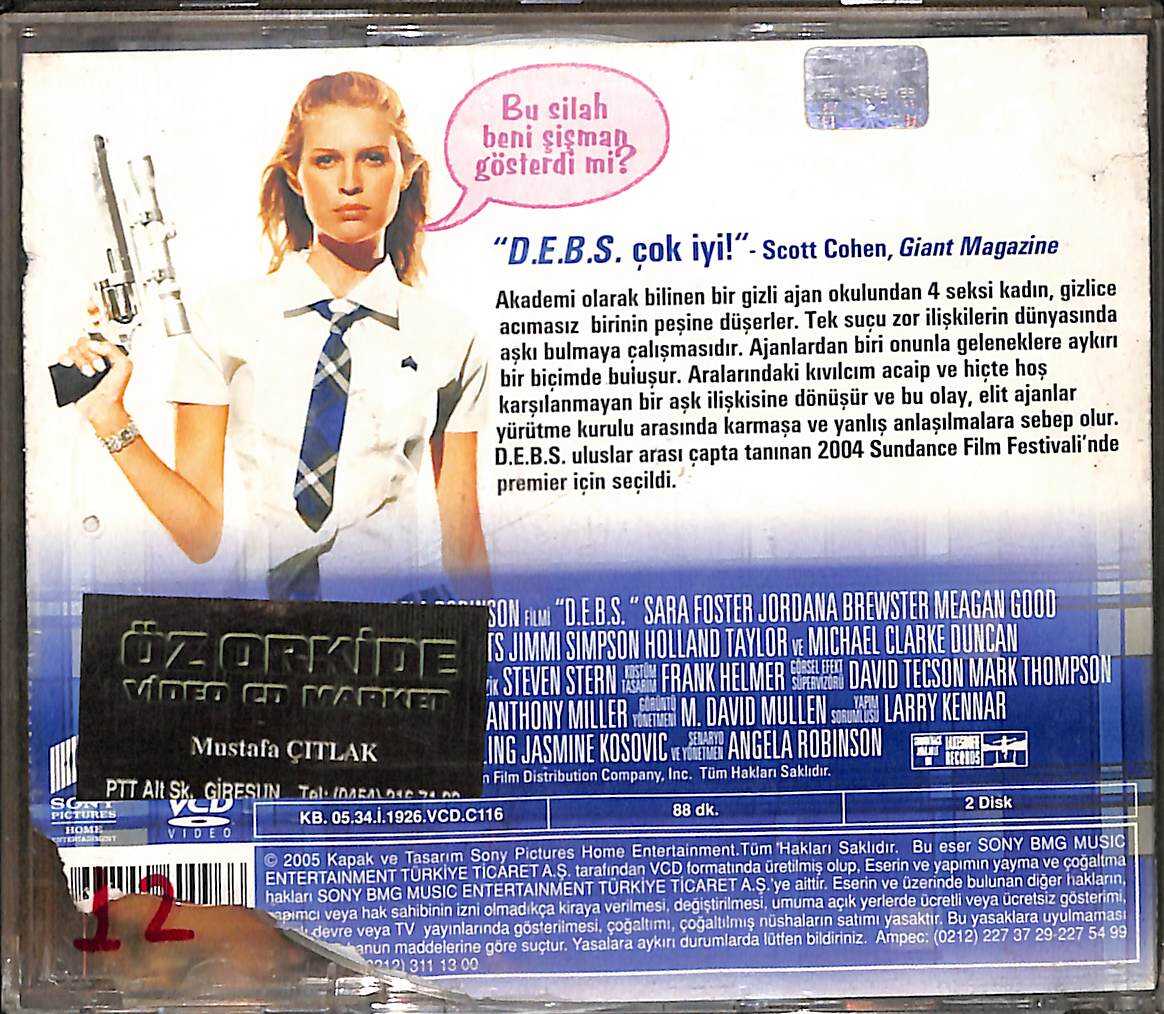 Bu silah
beni şişman
gösterdi mi?
"D.E.B.S. çok iyi!"- Scott Cohen, Giant Magazine
Akademi olarak bilinen bir gizli ajan okulundan 4 seksi kadın, gizlice
acımasız birinin peşine düşerler. Tek suçu zor ilişkilerin dünyasında
aşkı bulmaya çalışmasıdır. Ajanlardan biri onunla geleneklere aykırı
bir biçimde buluşur. Aralarındaki kıvılcım acaip ve hiçte hoş
karşılanmayan bir aşk ilişkisine dönüşür ve bu olay, elit ajanlar
yürütme kurulu arasında karmaşa ve yanlış anlaşılmalara sebep olur.
D.E.B.S. uluslar arası çapta tanınan 2004 Sundance Film Festivali'nde
premier için seçildi.
SON FİLMİ "D.E.B.S. " SARA FOSTER JORDANA BREWSTER MEAGAN GOOD
TS JIMMI SIMPSON HOLLAND TAYLOR VE MICHAEL CLARKE DUNCAN
STEVEN STERN KOSTÜM TASARIM FRANK HELMER GÖRSEL EFEKT SÜPERVİZÖRÜ DAVID TECSON MARK THOMPSON
ANTHONY MILLER GÖRÜNTÜ YÖNETMENİ M. DAVID MULLEN YAPIM SORUMLUSU LARRY KENNAR
LING JASMINE KOSOVIC SENARYO VE YÖNETMEN ANGELA ROBINSON
n Film Distribution Company, Inc. Tüm Hakları Saklıdır.
LAKESHORE RECORDS
ÖZ ORKİDE
VİDEO CD MARKET
Mustafa ÇITLAK
PTT Alt Sk. GİRESUN
SONY
PICTURES
HOME
ENTERTAINMENT
VCD
VIDEO
KB. 05.34.İ.1926.VCD.C116
88 dk.
2 Disk
12
© 2005 Kapak ve Tasarım Sony Pictures Home Entertainment.Tüm Hakları Saklıdır. Bu eser SONY BMG MUSIC
ENTERTAINMENT TÜRKİYE TİCARET A.Ş. tarafından VCD formatında üretilmiş olup, Eserin ve yapımın yayma ve çoğaltma
hakları SONY BMG MUSIC ENTERTAINMENT TÜRKİYE TİCARET A.Ş.'ye aittir. Eserin ve üzerinde bulunan diğer hakların,
yapımcı veya hak sahibinin izni olmadıkça kiraya verilmesi, değiştirilmesi, umuma açık yerlerde ücretli veya ücretsiz gösterimi,
devre veya TV yayınlarında gösterilmesi, çoğaltımı, çoğaltılmış nüshaların satımı yasaktır. Bu yasaklara uyulmaması
anun maddelerine göre suçtur. Yasalara aykırı durumlarda lütfen bildiriniz. Ampec: (0212) 227 37 29-227 54 99
212) 311 13 00